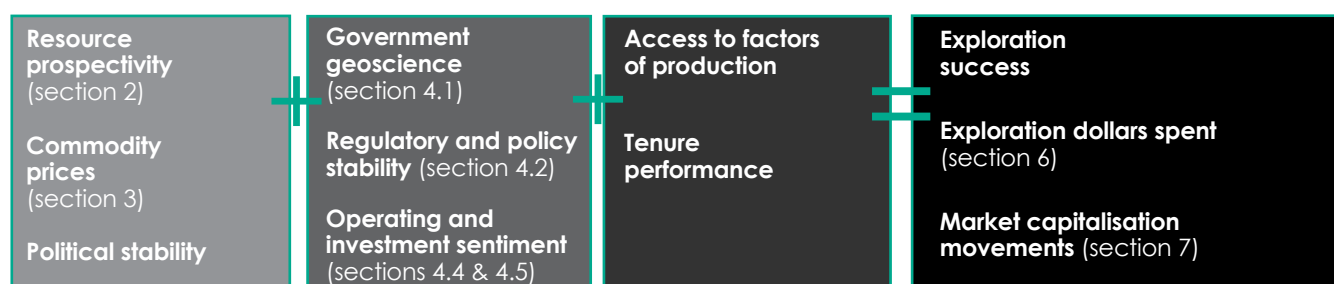 Resource
prospectivity
(section 2)
Commodity
prices
(section 3)
Political stability
Government
geoscience
(section 4.1)
Regulatory and policy
stability (section 4.2)
Operating and
investment sentiment
(sections 4.4 & 4.5)
Access to factors
of production
Tenure
performance
Exploration
success
Exploration dollars spent
(section 6)
Market capitalisation
movements (section 7)